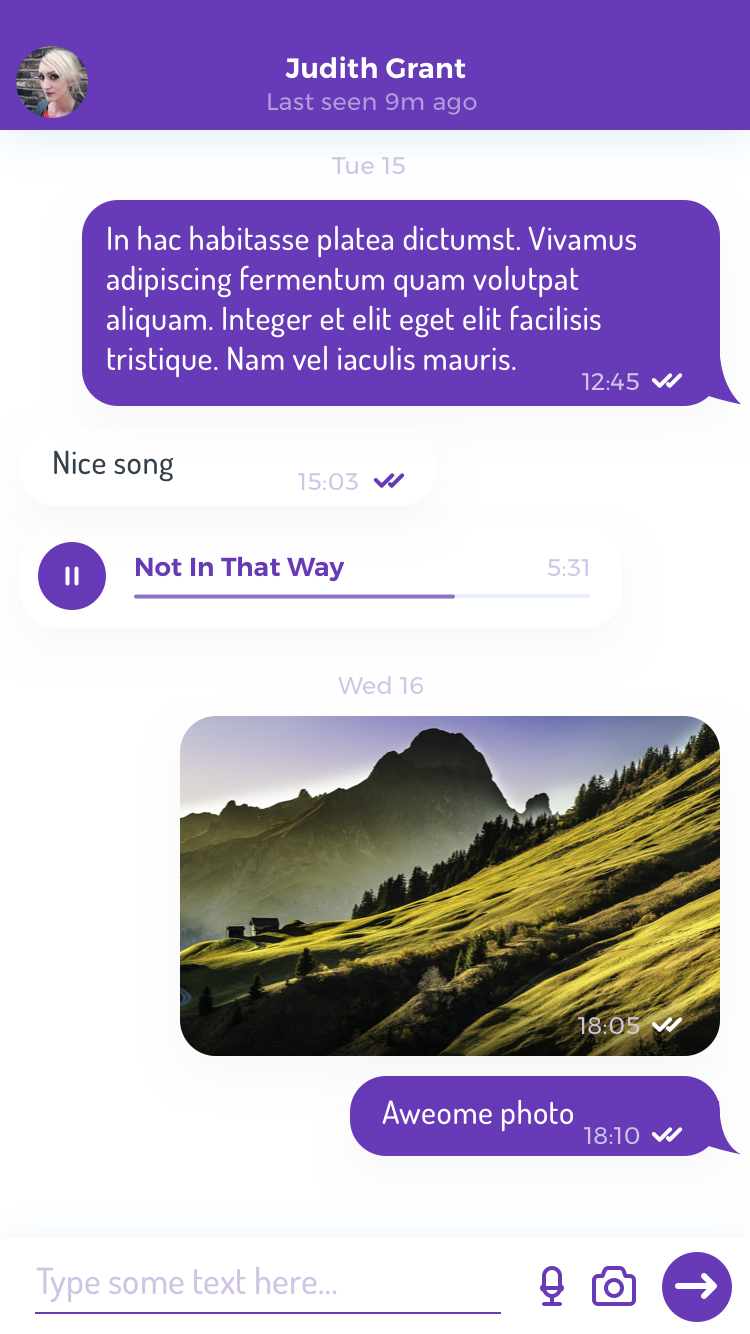 Judith Grant
Last seen 9m ago
Tue 15
In hac habitasse platea dictumst. Vivamus
adipiscing fermentum quam volutpat
aliquam. Integer et elit eget elit facilisis
tristique. Nam vel iaculis mauris.
12:45
Nice song
15:03
Not In That Way 5:31
Wed 16
18:05
Aweome photo
18:10
Type some text here...